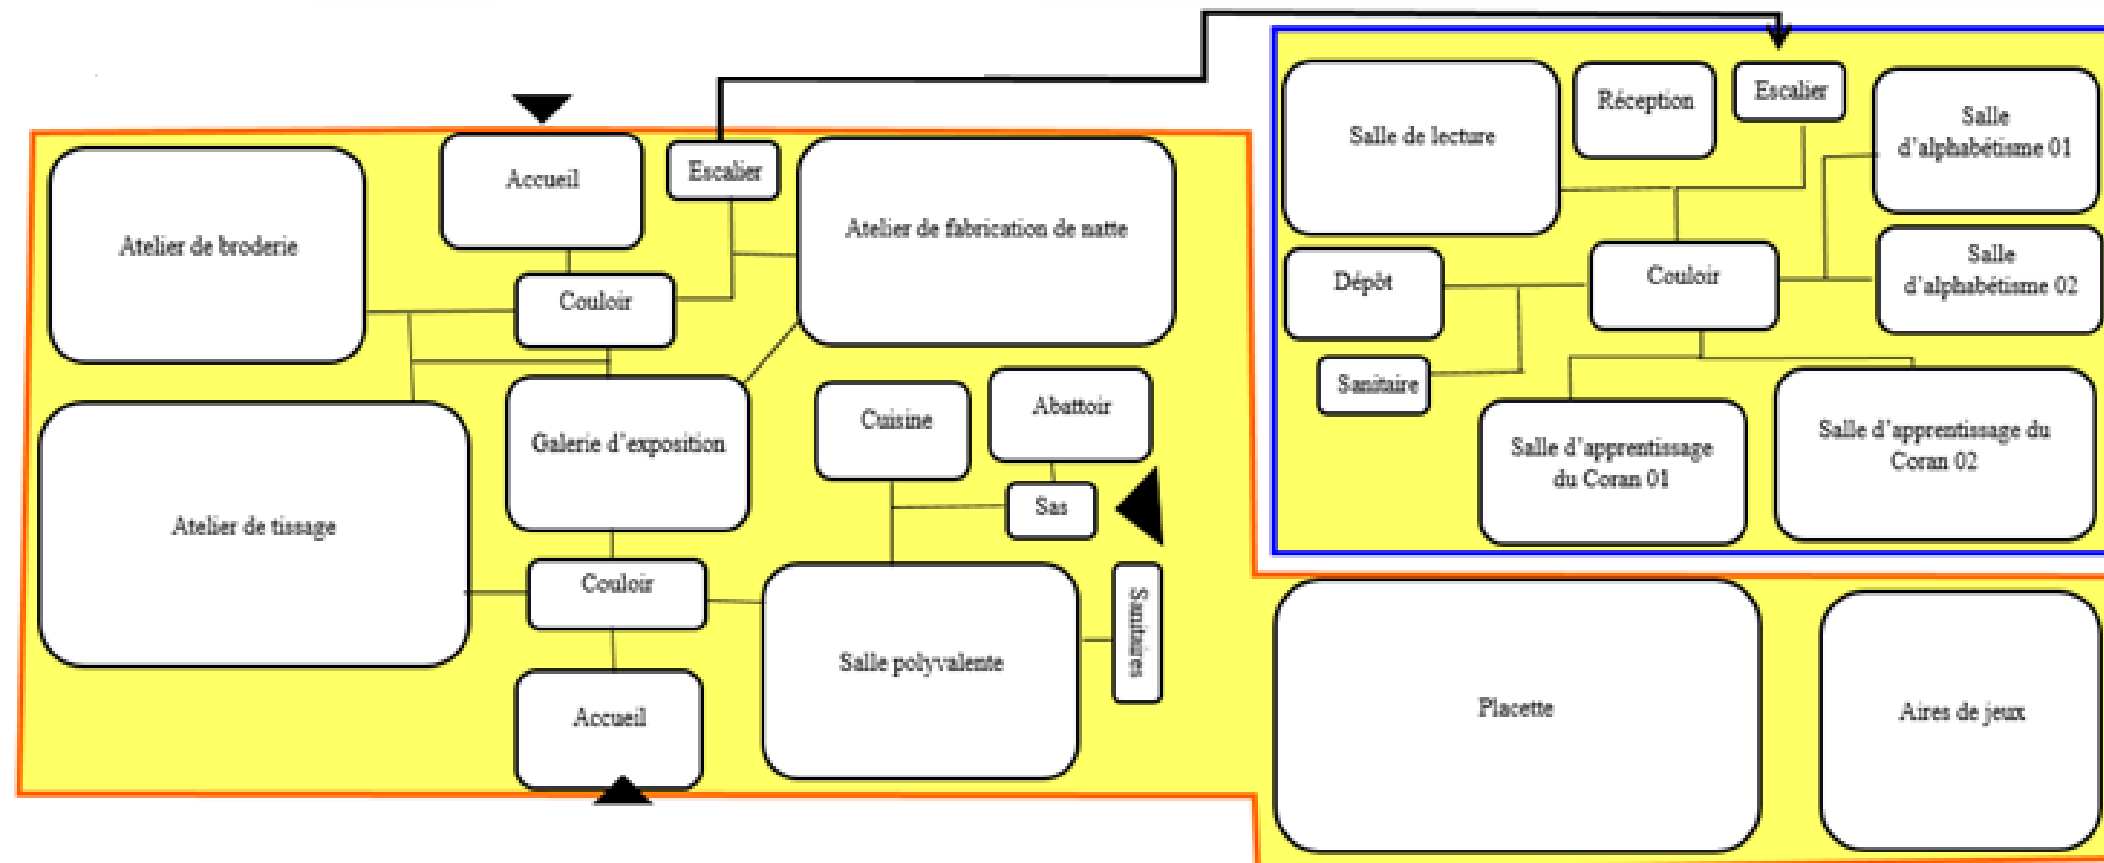 Atelier de broderie
Accueil
Escalier
Atelier de fabrication de natte
Couloir
Atelier de tissage
Galerie d'exposition
Cuisine
Abattoir
Sas
Couloir
Accueil
Salle polyvalente
Sanitaires
Salle de lecture
Réception
Escalier
Salle
d'alphabétisme 01
Dépôt
Couloir
Salle
d'alphabétisme 02
Sanitaire
Salle d'apprentissage
du Coran 01
Salle d'apprentissage du
Coran 02
Placette
Aires de jeux